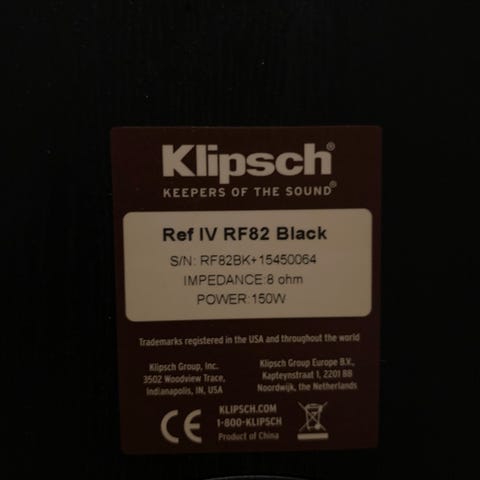 Klipsch®
KEEPERS OF THE SOUND®
Ref IV RF82 Black
S/N: RF82BK+15450064
IMPEDANCE:8 ohm
POWER:150W
Trademarks registered in the USA and throughout the world
Klipsch Group, Inc.
3502 Woodview Trace,
Indianapolis, IN, USA
Klipsch Group Europe B.V.,
Kapteynstraat 1, 2201 BB
Noordwijk, the Netherlands
CE
KLIPSCH.COM
1-800-KLIPSCH
Product of China